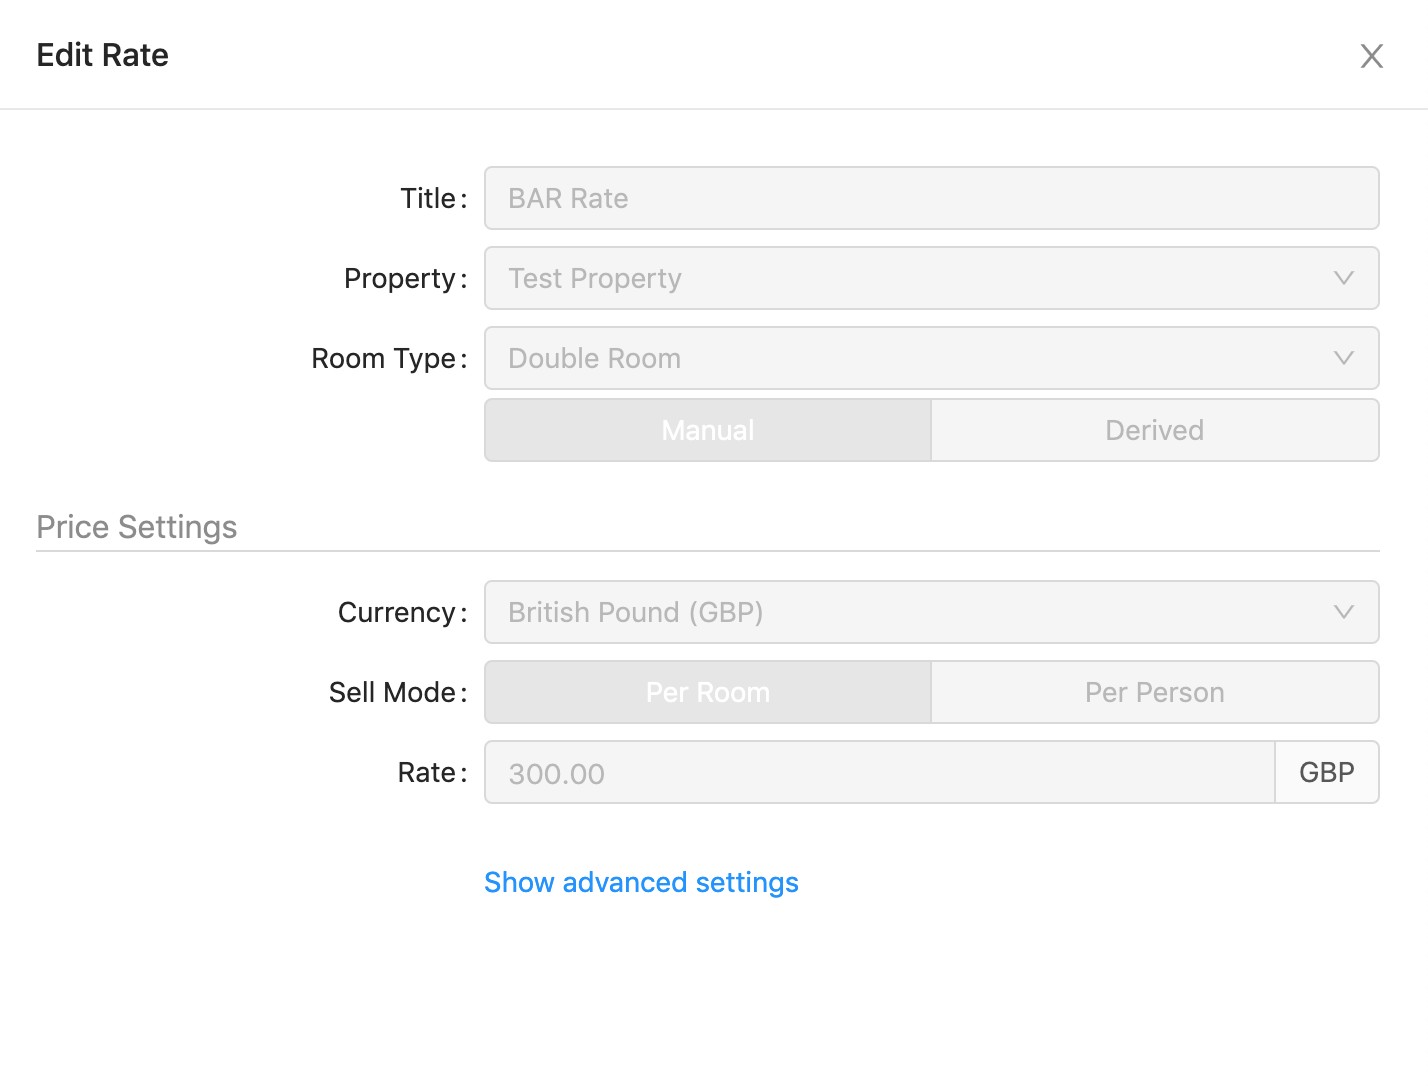 Edit Rate
Title: BAR Rate
Property: Test Property
Room Type: Double Room
Manual Derived
Price Settings
Currency: British Pound (GBP)
Sell Mode: Per Room Per Person
Rate: 300.00 GBP
Show advanced settings